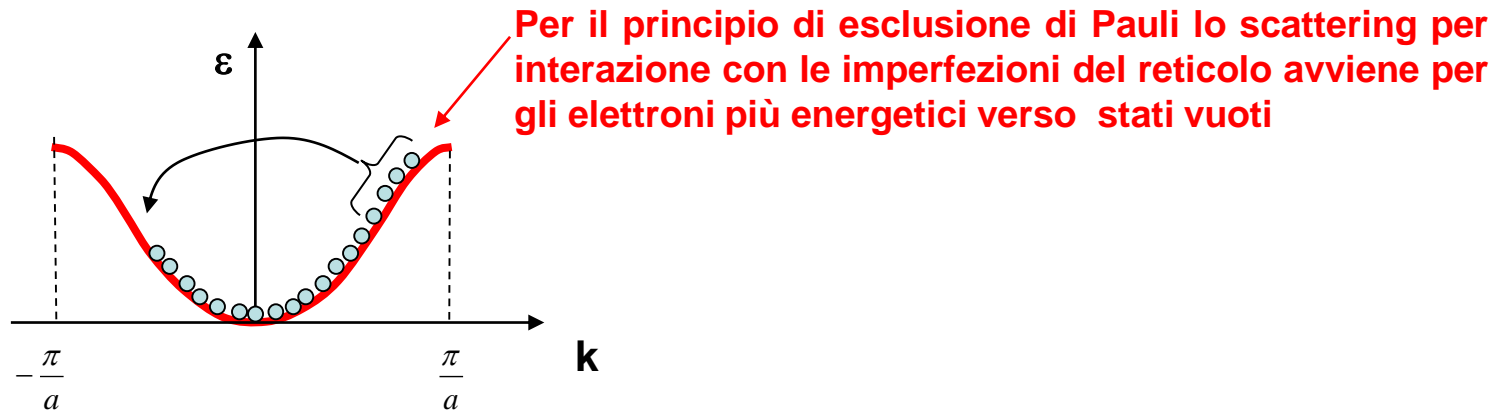 Per il principio di esclusione di Pauli lo scattering per
interazione con le imperfezioni del reticolo avviene per
gli elettroni più energetici verso stati vuoti
ε
k
−π/a
π/a